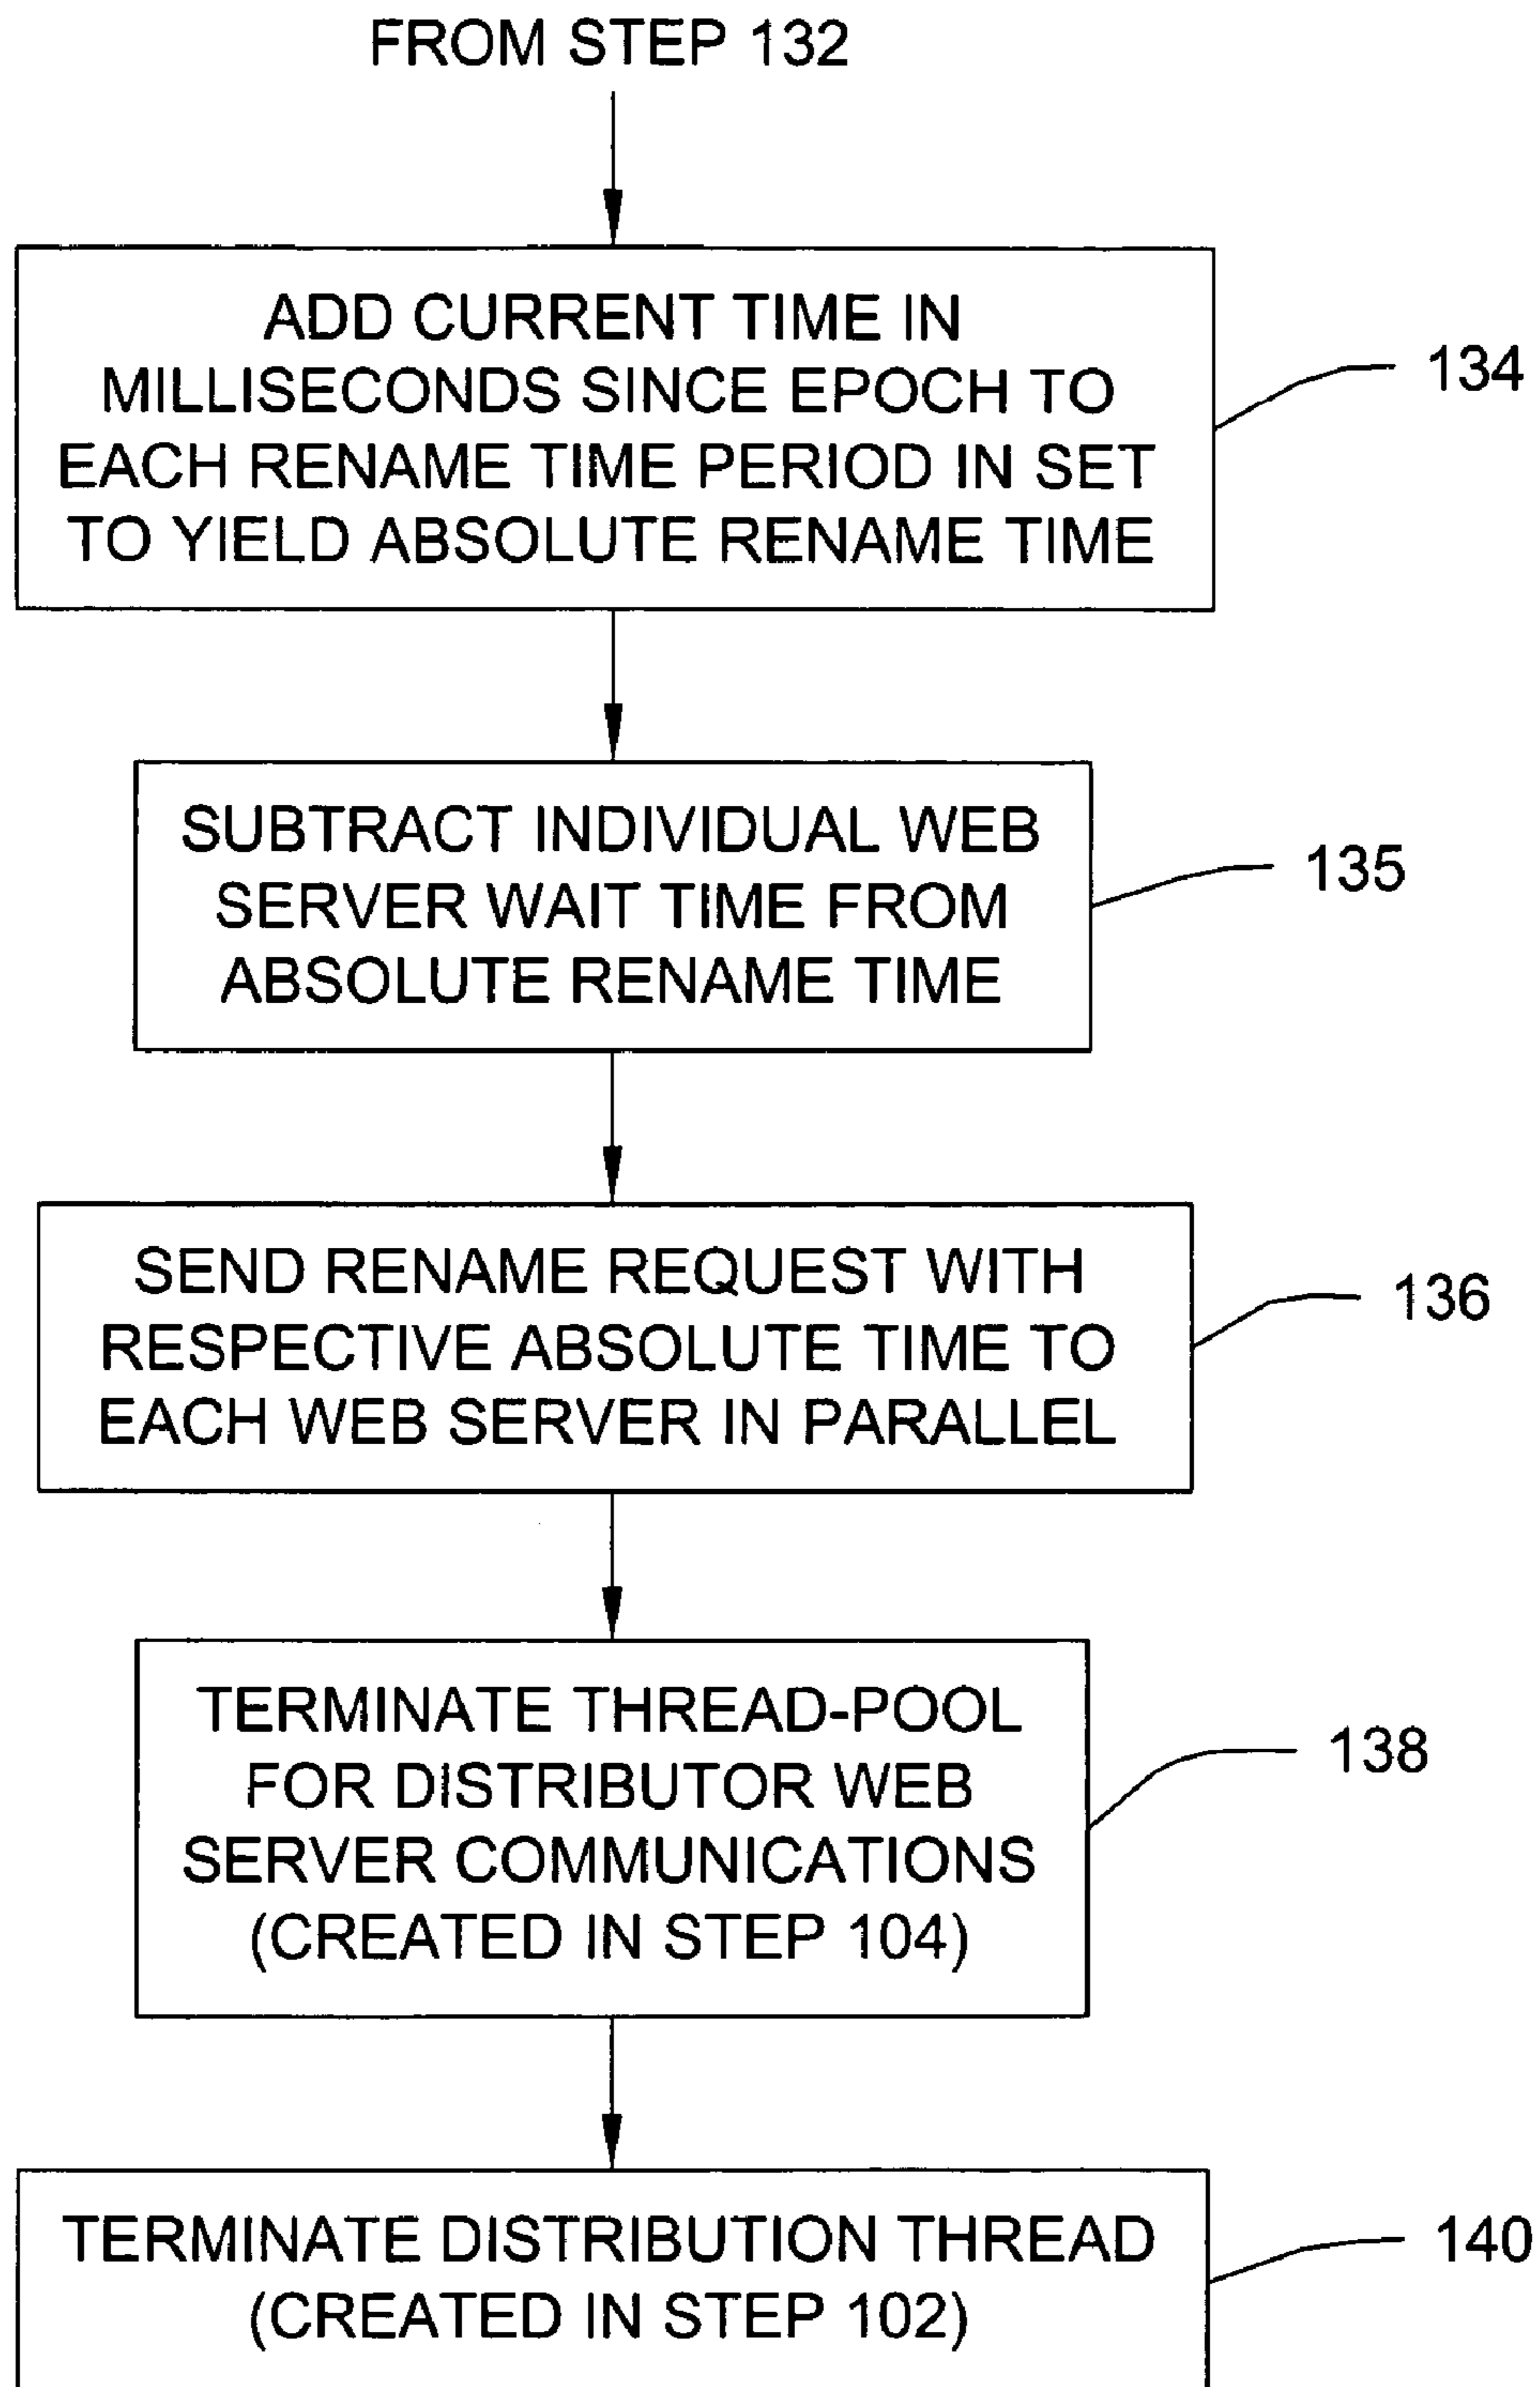 FROM STEP 132
ADD CURRENT TIME IN
MILLISECONDS SINCE EPOCH TO
EACH RENAME TIME PERIOD IN SET
TO YIELD ABSOLUTE RENAME TIME
134
SUBTRACT INDIVIDUAL WEB
SERVER WAIT TIME FROM
ABSOLUTE RENAME TIME
135
SEND RENAME REQUEST WITH
RESPECTIVE ABSOLUTE TIME TO
EACH WEB SERVER IN PARALLEL
136
TERMINATE THREAD-POOL
FOR DISTRIBUTOR WEB
SERVER COMMUNICATIONS
(CREATED IN STEP 104)
138
TERMINATE DISTRIBUTION THREAD
(CREATED IN STEP 102)
140